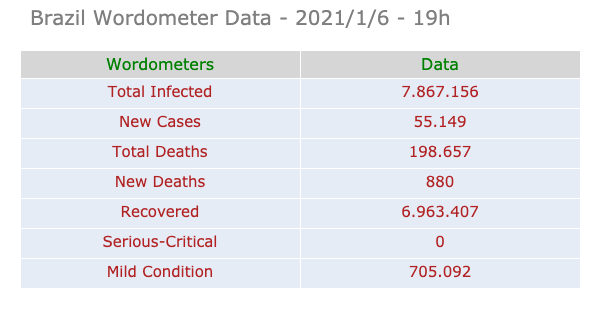 Brazil Wordometer Data - 2021/1/6 - 19h
Wordometers Data
Total Infected 7.867.156
New Cases 55.149
Total Deaths 198.657
New Deaths 880
Recovered 6.963.407
Serious-Critical 0
Mild Condition 705.092